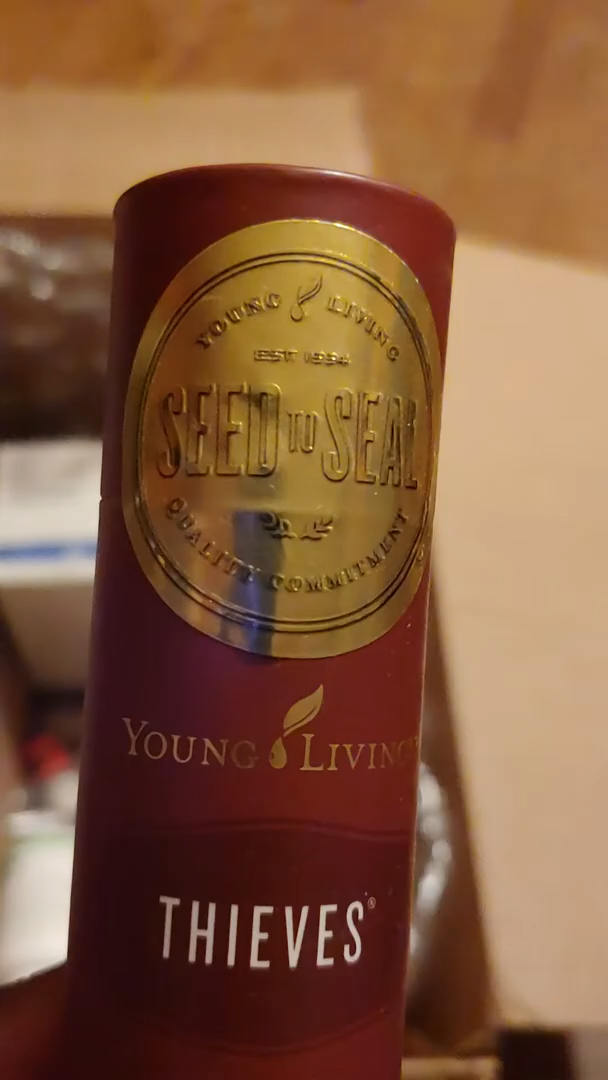 YOUNG LIVING
EST 1994
SEED TO SEAL
QUALITY COMMITMENT
YOUNG LIVING
THIEVES®